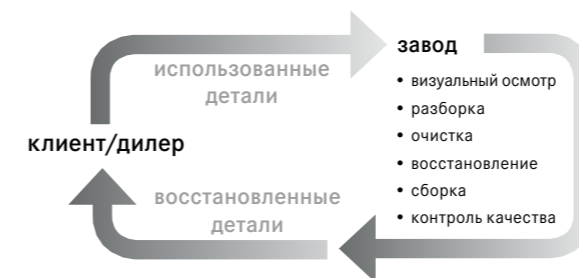 использованные
детали
завод
• визуальный осмотр
• разборка
• очистка
• восстановление
• сборка
• контроль качества
клиент/дилер
восстановленные
детали